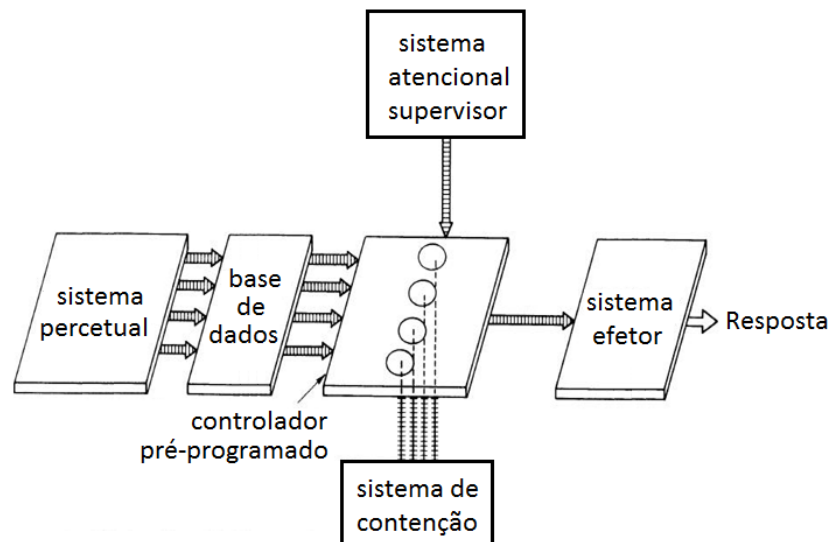 sistema
atencional
supervisor
sistema
percetual
base
de
dados
sistema
efetor
Resposta
controlador
pré-programado
sistema de
contenção